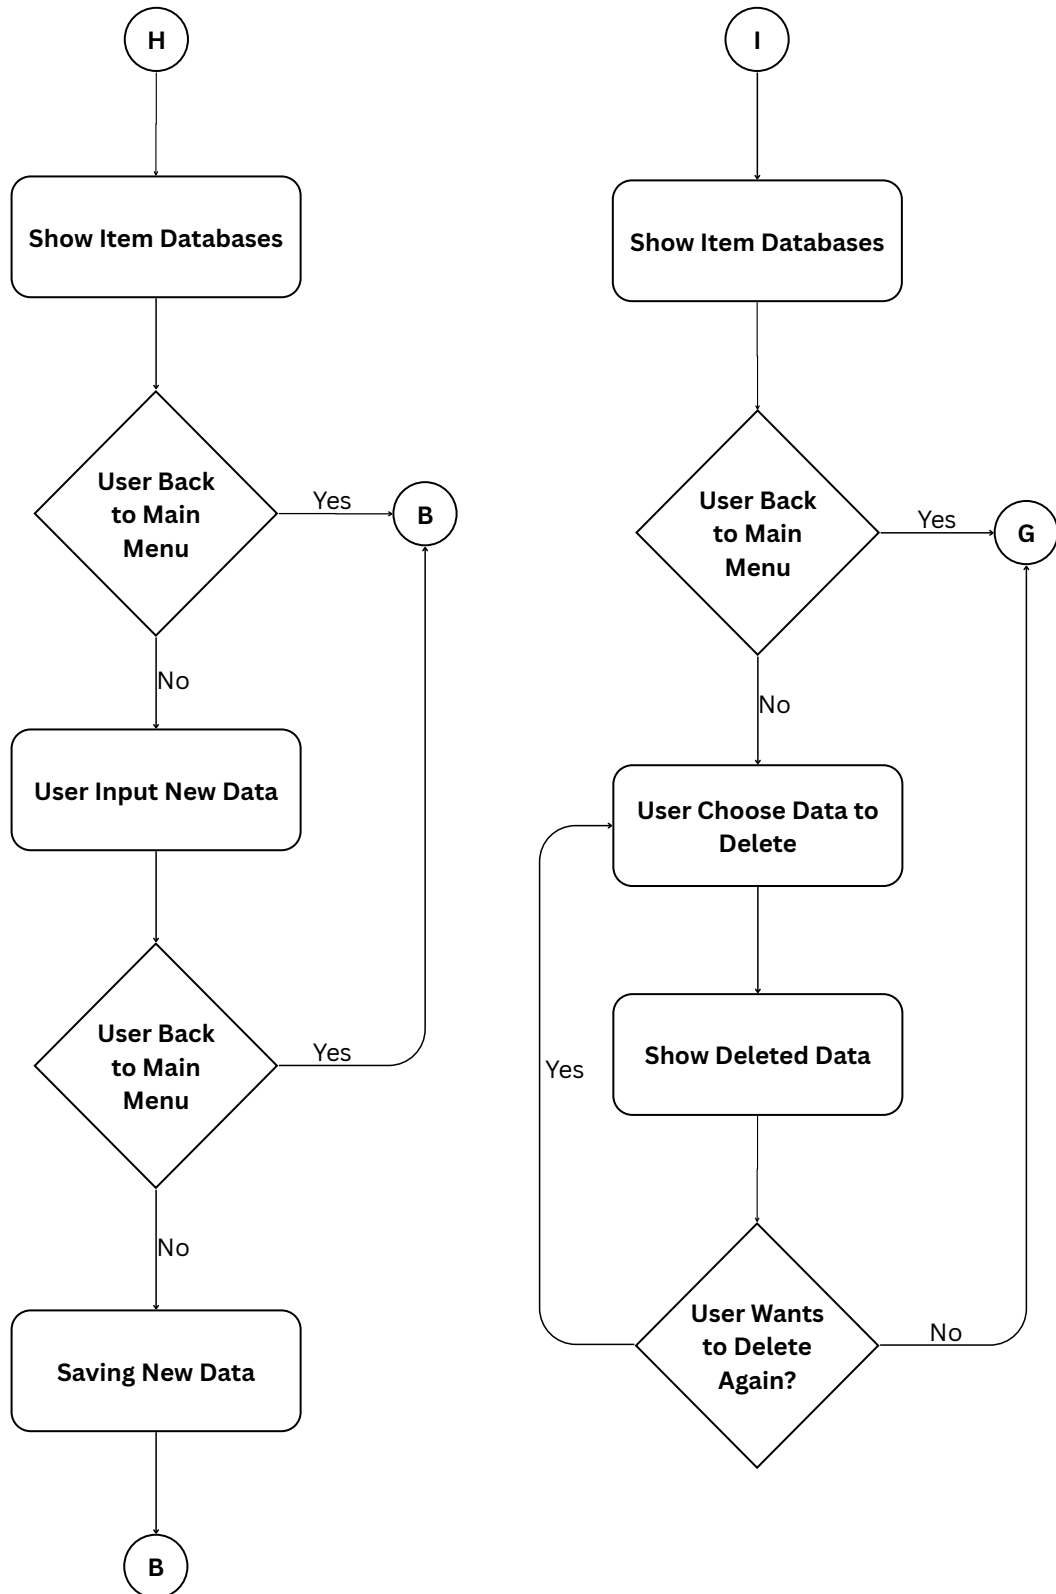 H
Show Item Databases
User Back
to Main
Menu
Yes
B
No
User Input New Data
User Back
to Main
Menu
Yes
No
Saving New Data
B
I
Show Item Databases
User Back
to Main
Menu
Yes
G
No
User Choose Data to
Delete
Show Deleted Data
Yes
User Wants
to Delete
Again?
No